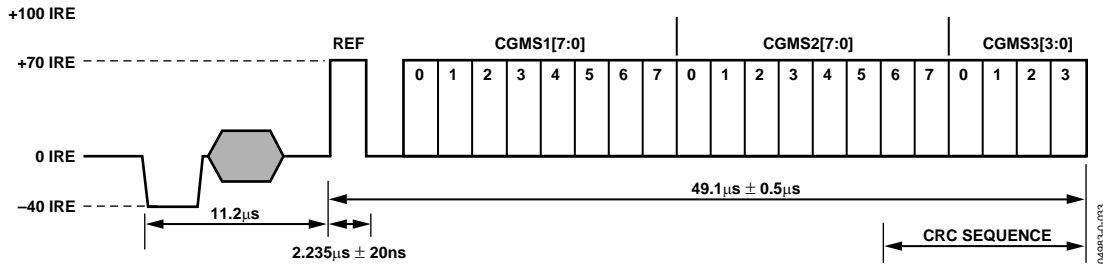 +100 IRE
REF CGMS1[7:0] CGMS2[7:0] CGMS3[3:0]
+70 IRE
0 1 2 3 4 5 6 7 0 1 2 3 4 5 6 7 0 1 2 3
0 IRE
49.1μs ± 0.5μs
–40 IRE
11.2μs
CRC SEQUENCE
2.235μs ± 20ns
04983-0-033